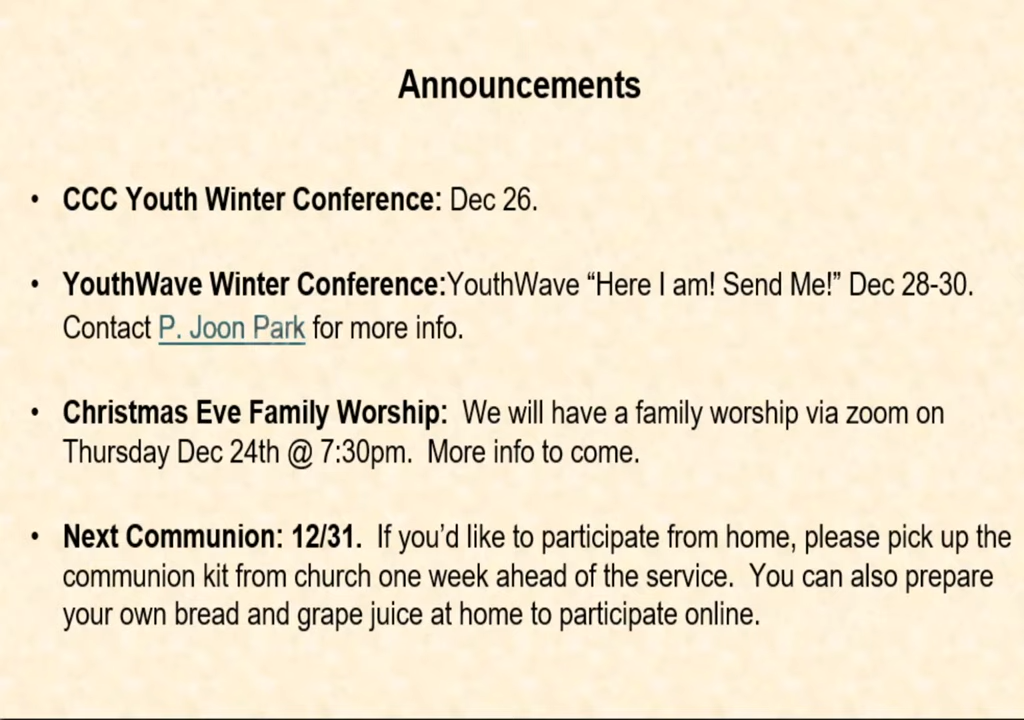 Announcements
• CCC Youth Winter Conference: Dec 26.
• YouthWave Winter Conference:YouthWave “Here I am! Send Me!” Dec 28-30.
Contact P. Joon Park for more info.
• Christmas Eve Family Worship:  We will have a family worship via zoom on
Thursday Dec 24th @ 7:30pm.  More info to come.
• Next Communion: 12/31.  If you’d like to participate from home, please pick up the
communion kit from church one week ahead of the service.  You can also prepare
your own bread and grape juice at home to participate online.